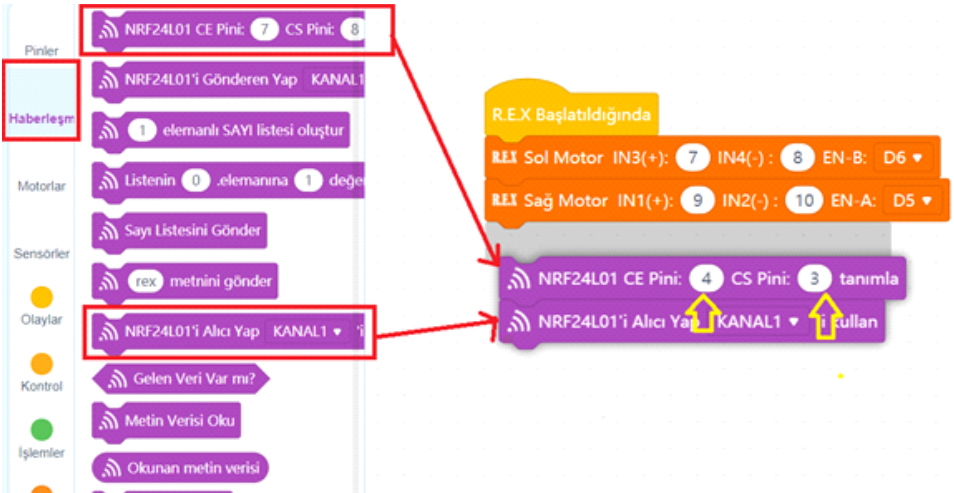 Pinler
Haberleşm
Motorlar
Sensörler
Olaylar
Kontrol
İşlemler
NRF24L01 CE Pini: 7 CS Pini: 8
NRF24L01'i Gönderen Yap KANAL1
1 elemanlı SAYI listesi oluştur
Listenin 0 .elemanına 1 değe
Sayı Listesini Gönder
rex metnini gönder
NRF24L01'i Alıcı Yap KANAL1 'i
Gelen Veri Var mı?
Metin Verisi Oku
Okunan metin verisi
R.E.X Başlatıldığında
R.E.X Sol Motor IN3(+): 7 IN4(-) : 8 EN-B: D6
R.E.X Sağ Motor IN1(+): 9 IN2(-) : 10 EN-A: D5
NRF24L01 CE Pini: 4 CS Pini: 3 tanımla
NRF24L01'i Alıcı Yap KANAL1 kullan